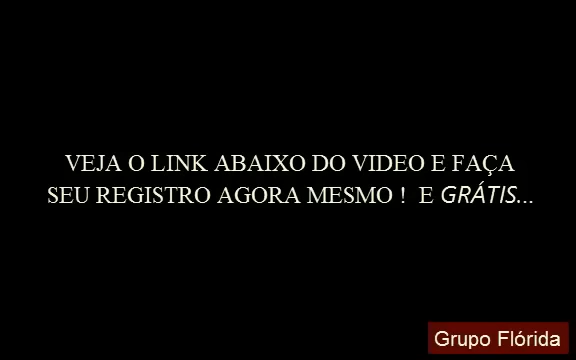 VEJA O LINK ABAIXO DO VIDEO E FAÇA
SEU REGISTRO AGORA MESMO ! E GRÁTIS...
Grupo Flórida